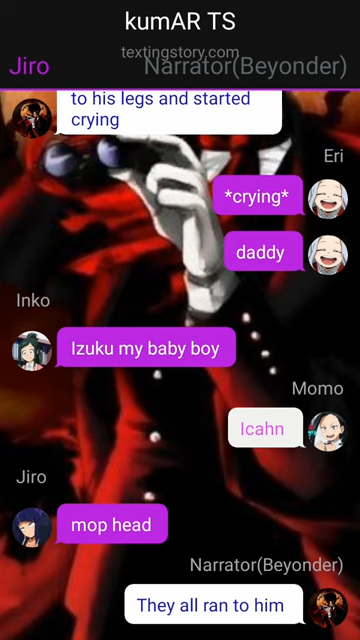 kumAR TS
textingstory.com
Jiro
Narrator(Beyonder)
to his legs and started
crying
Eri
*crying*
daddy
Inko
Izuku my baby boy
Momo
Icahn
Jiro
mop head
Narrator(Beyonder)
They all ran to him